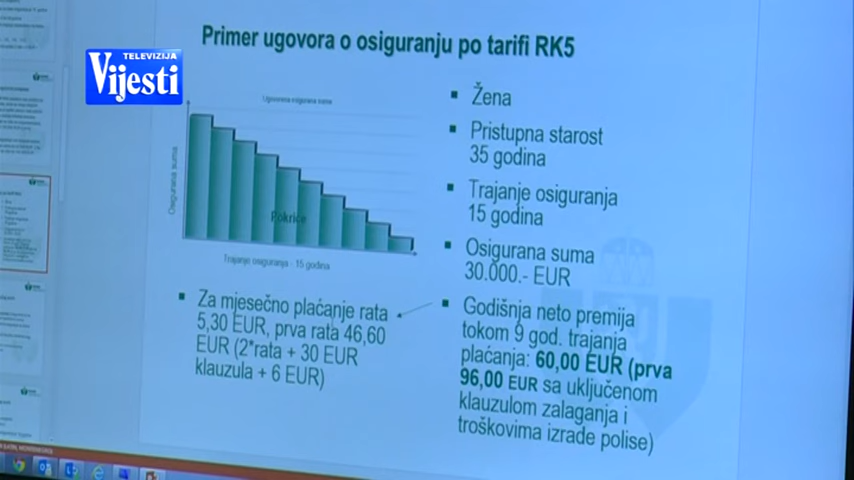 Primer ugovora o osiguranju po tarifi RK5
TELEVIZIJA
Vijesti
Ugovorena osigurana suma
Osigurana suma
Pokriće
Trajanje osiguranja - 15 godina
▪ Žena
▪ Pristupna starost
35 godina
▪ Trajanje osiguranja
15 godina
▪ Osigurana suma
30.000.- EUR
▪ Za mjesečno plaćanje rata
5,30 EUR, prva rata 46,60
EUR (2*rata + 30 EUR
klauzula + 6 EUR)
▪ Godišnja neto premija
tokom 9 god. trajanja
plaćanja: 60,00 EUR (prva
96,00 EUR sa uključenom
klauzulom zalaganja i
troškovima izrade polise)